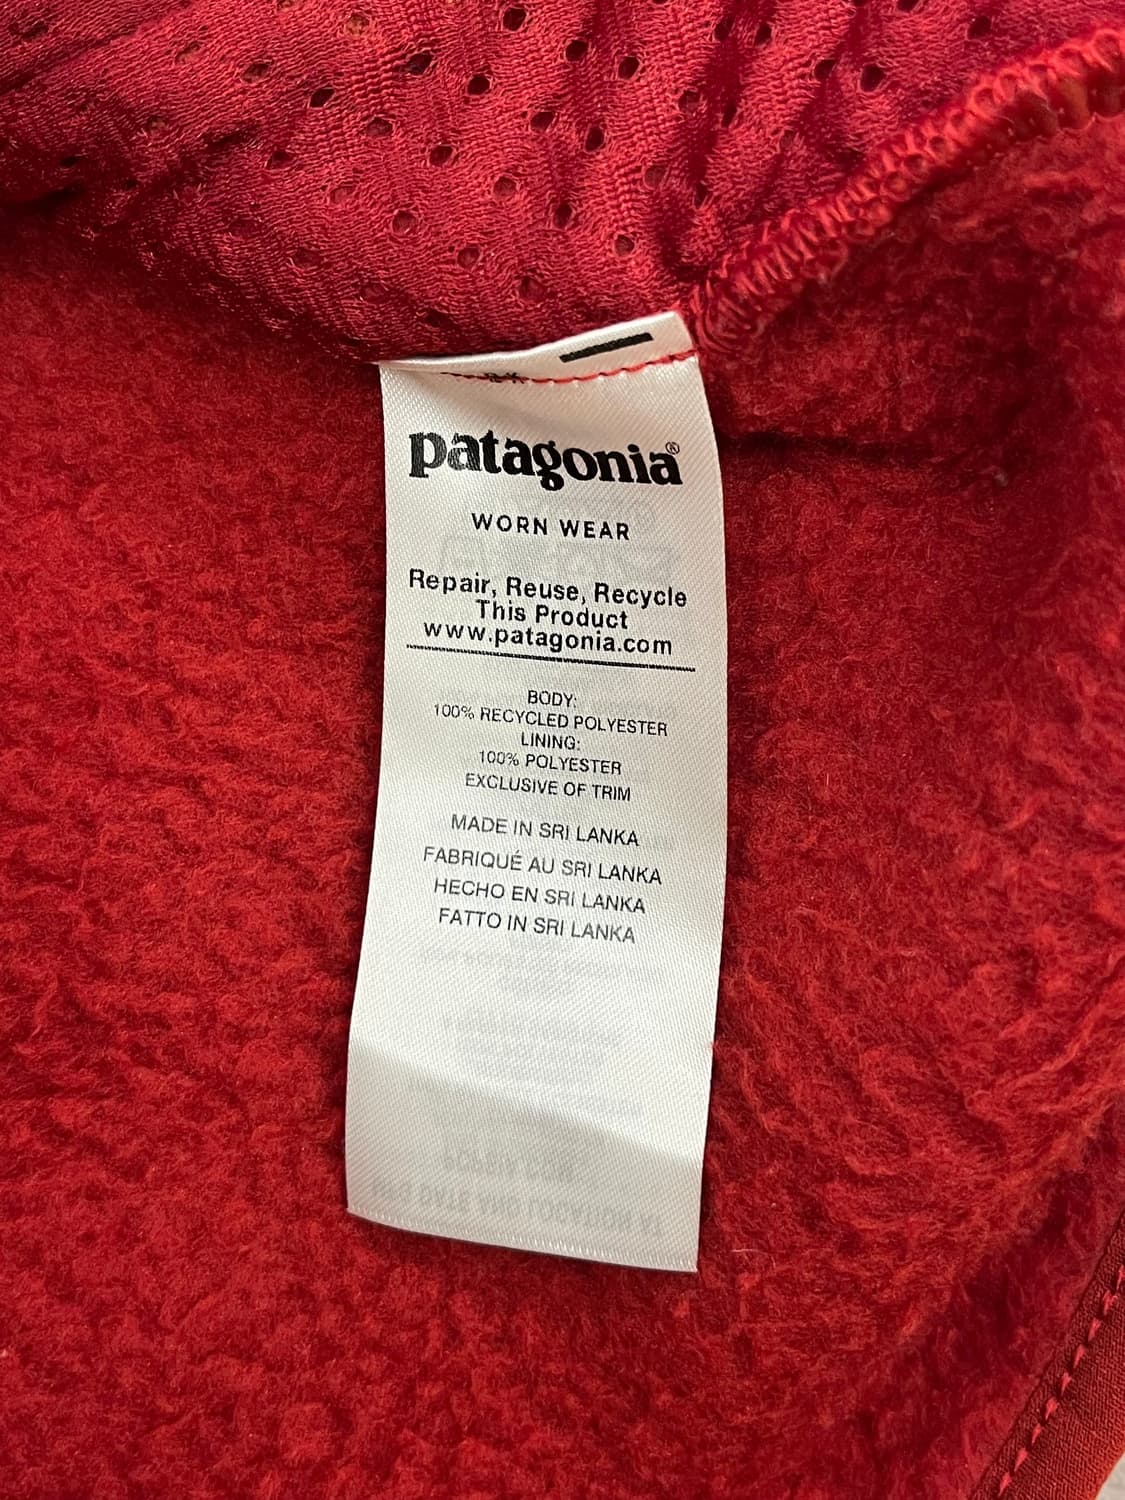 patagonia®
WORN WEAR
Repair, Reuse, Recycle
This Product
www.patagonia.com
BODY:
100% RECYCLED POLYESTER
LINING:
100% POLYESTER
EXCLUSIVE OF TRIM
MADE IN SRI LANKA
FABRIQUÉ AU SRI LANKA
HECHO EN SRI LANKA
FATTO IN SRI LANKA